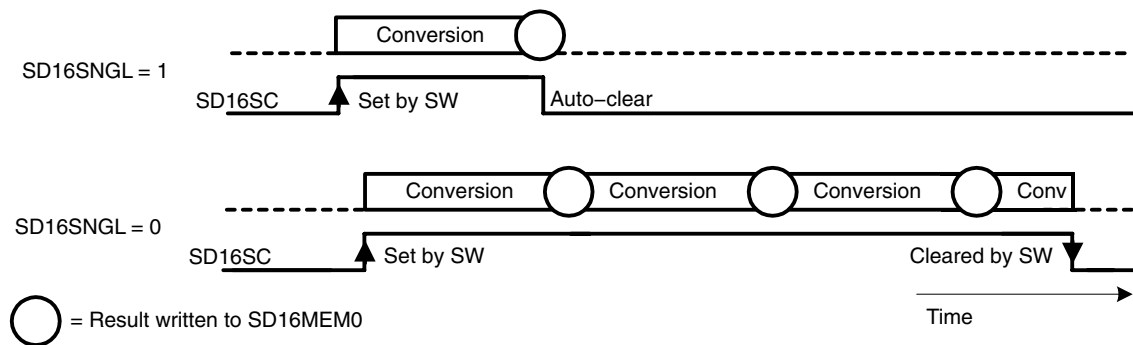 Conversion
SD16SNGL = 1
SD16SC Set by SW Auto−clear
Conversion Conversion Conversion Conv
SD16SNGL = 0
SD16SC Set by SW Cleared by SW
= Result written to SD16MEM0
Time